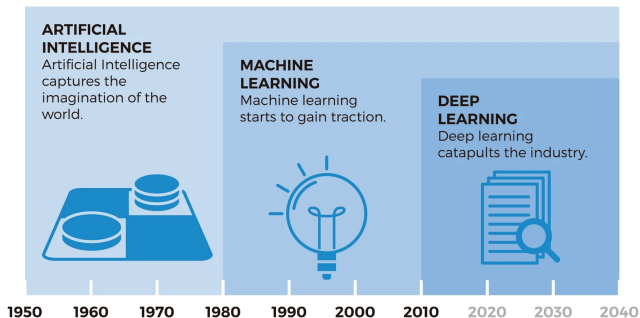 ARTIFICIAL
INTELLIGENCE
Artificial Intelligence
captures the
imagination of the
world.
MACHINE
LEARNING
Machine learning
starts to gain traction.
DEEP
LEARNING
Deep learning
catapults the industry.
1950 1960 1970 1980 1990 2000 2010 2020 2030 2040